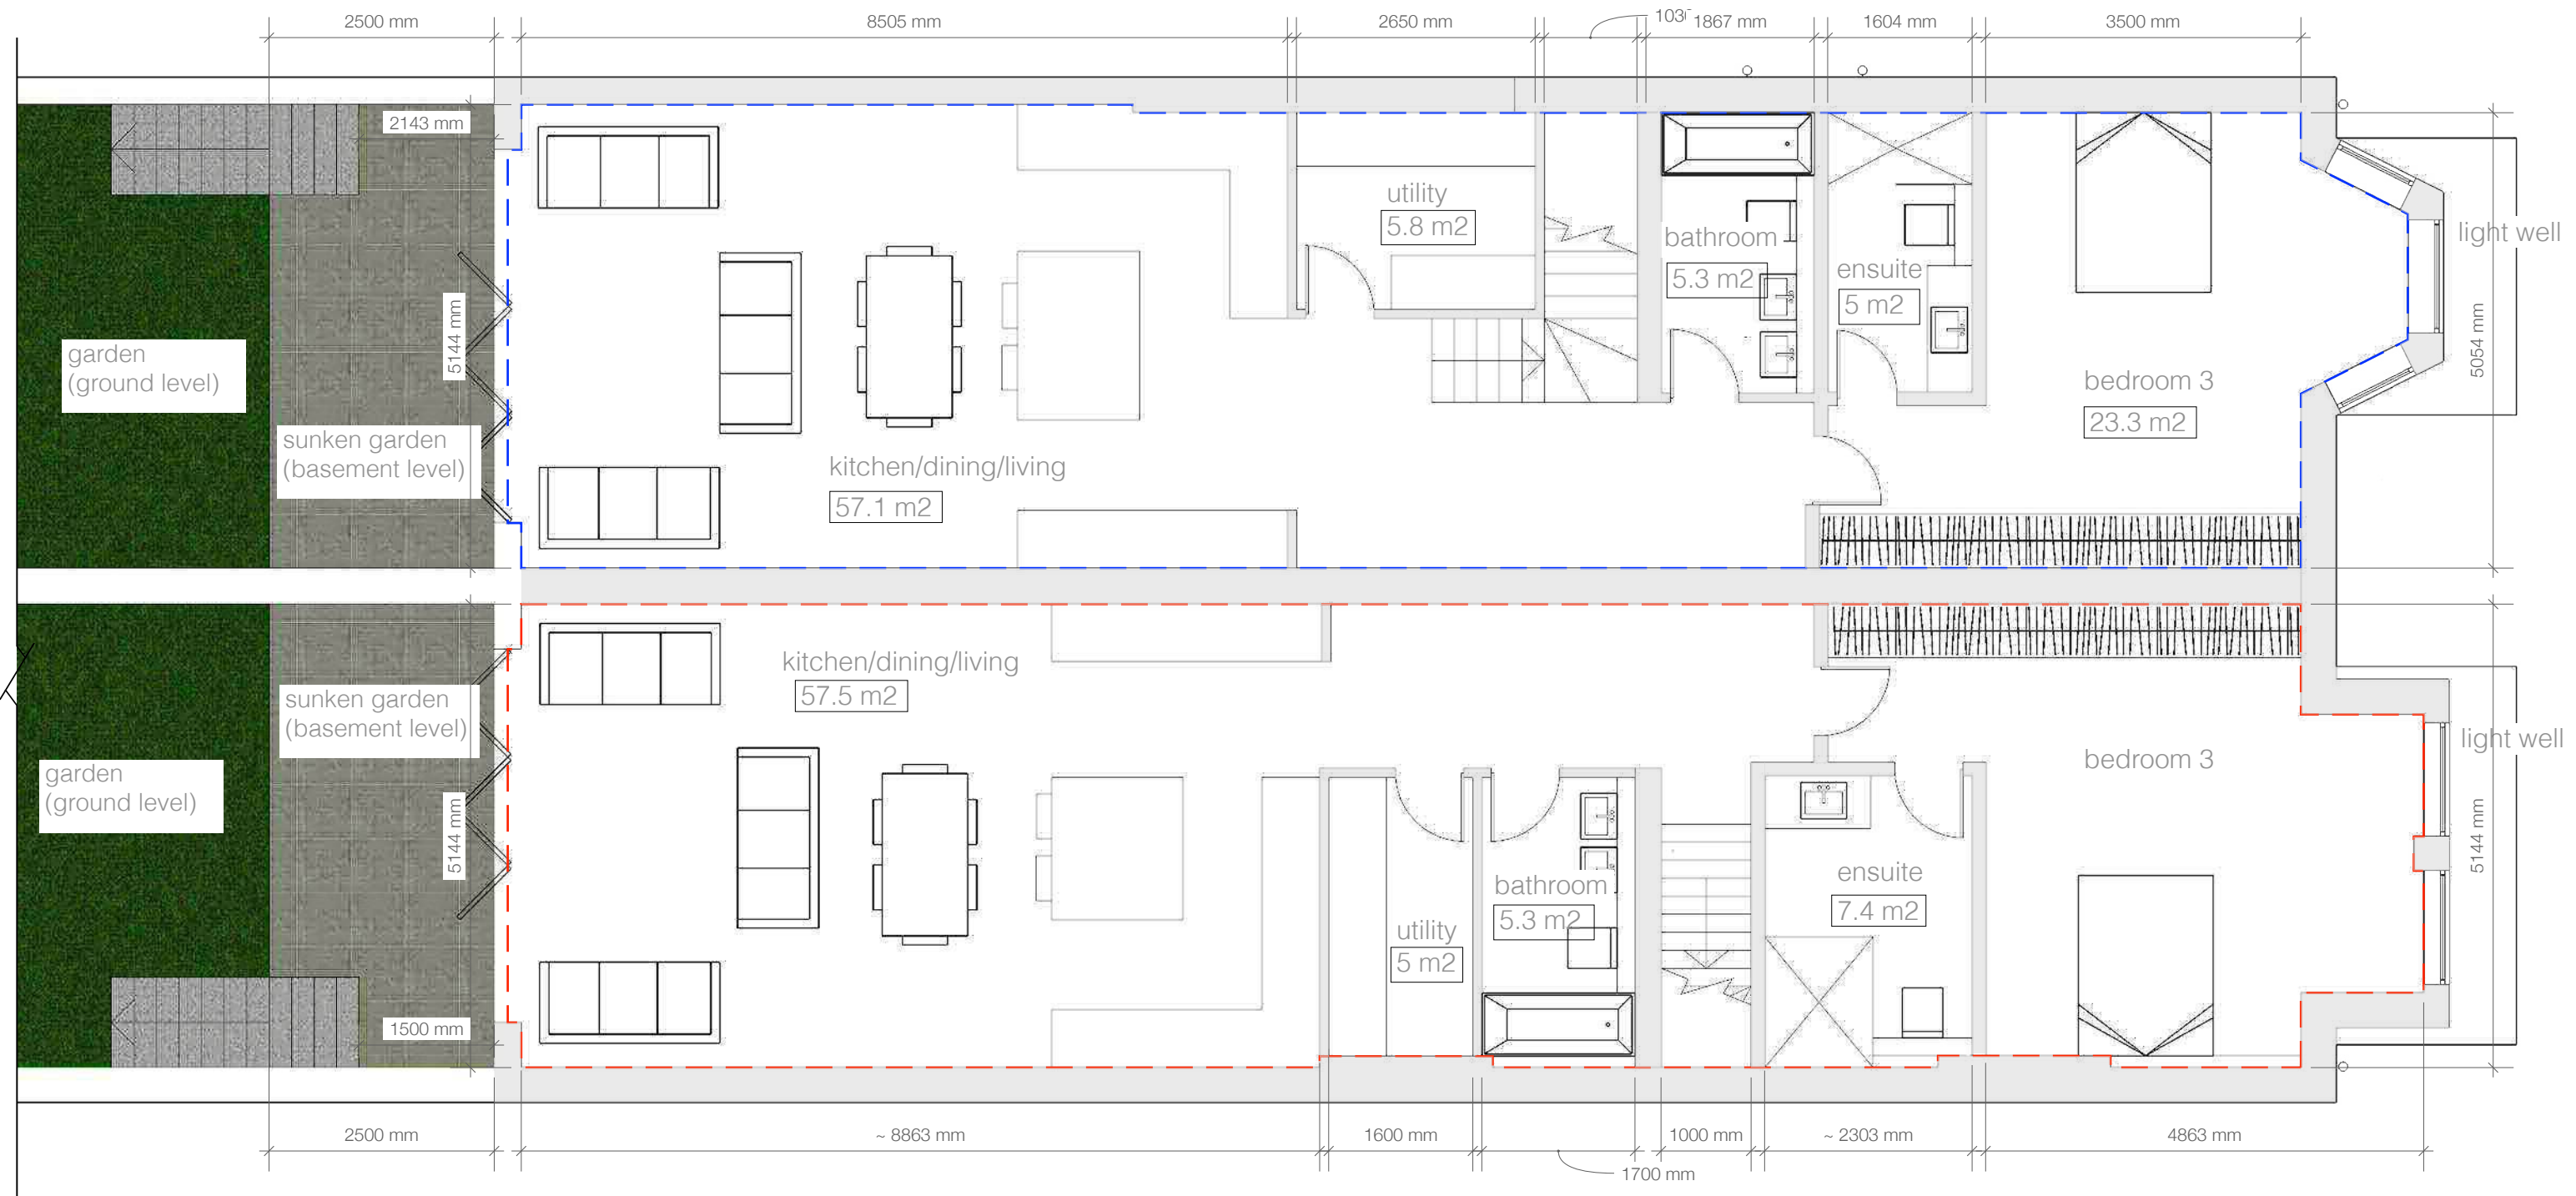 2500 mm
8505 mm
2650 mm
1867 mm
1604 mm
3500 mm
2143 mm
utility
5.8 m2
bathroom
5.3 m2
ensuite
5 m2
light well
5144 mm
5054 mm
garden
(ground level)
bedroom 3
23.3 m2
sunken garden
(basement level)
kitchen/dining/living
57.1 m2
kitchen/dining/living
57.5 m2
sunken garden
(basement level)
garden
(ground level)
bedroom 3
light well
5144 mm
5144 mm
bathroom
5.3 m2
ensuite
7.4 m2
utility
5 m2
1500 mm
2500 mm
~ 8863 mm
1600 mm
1000 mm
~ 2303 mm
4863 mm
1700 mm